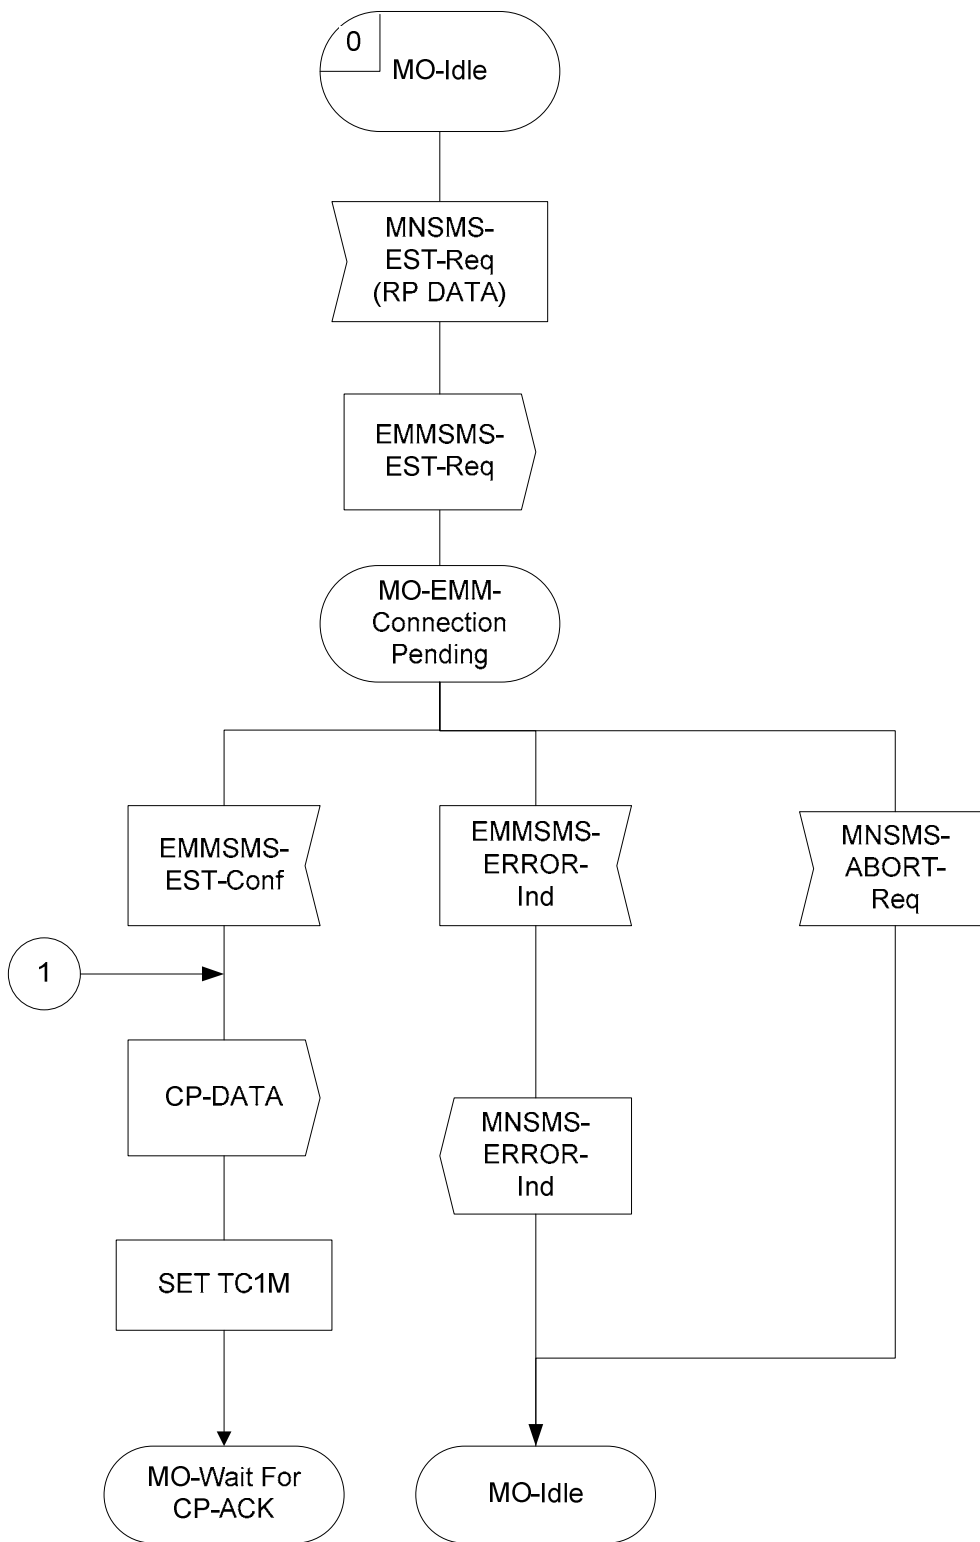 0
MO-Idle
MNSMS-
EST-Req
(RP DATA)
EMMSMS-
EST-Req
MO-EMM-
Connection
Pending
EMMSMS-
EST-Conf
EMMSMS-
ERROR-
Ind
MNSMS-
ABORT-
Req
1
CP-DATA
MNSMS-
ERROR-
Ind
SET TC1M
MO-Wait For
CP-ACK
MO-Idle